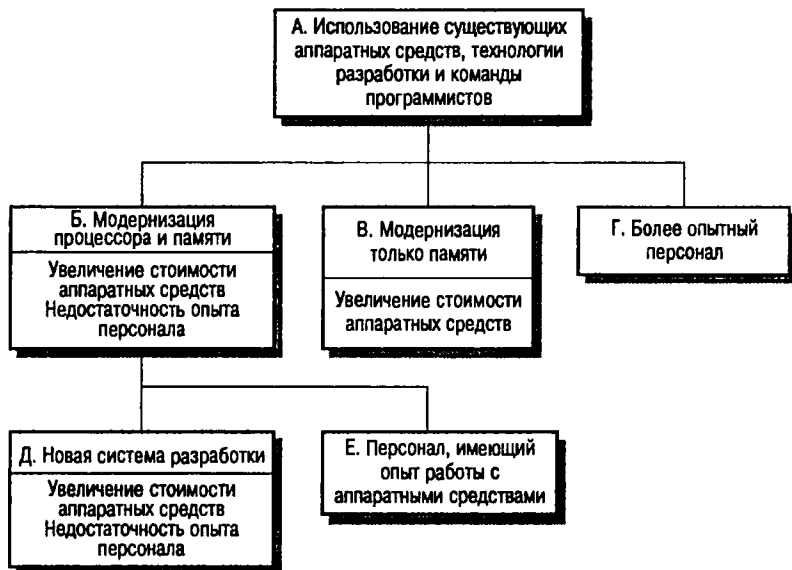 А. Использование существующих
аппаратных средств, технологии
разработки и команды
программистов
Б. Модернизация
процессора и памяти
Увеличение стоимости
аппаратных средств
Недостаточность опыта
персонала
В. Модернизация
только памяти
Увеличение стоимости
аппаратных средств
Г. Более опытный
персонал
Д. Новая система разработки
Увеличение стоимости
аппаратных средств
Недостаточность опыта
персонала
Е. Персонал, имеющий
опыт работы с
аппаратными средствами